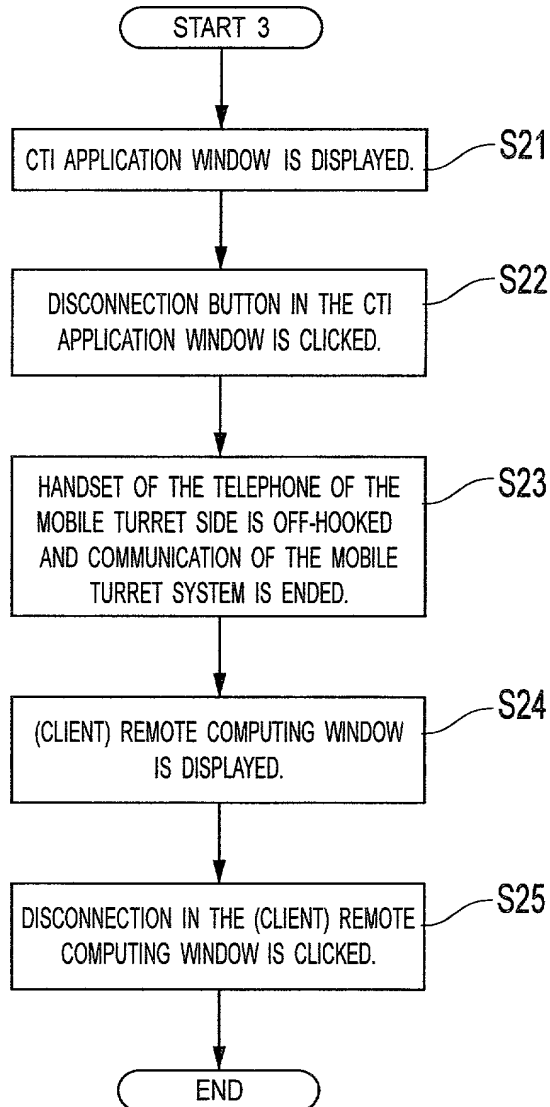 START 3
CTI APPLICATION WINDOW IS DISPLAYED.
S21
DISCONNECTION BUTTON IN THE CTI
APPLICATION WINDOW IS CLICKED.
S22
HANDSET OF THE TELEPHONE OF THE
MOBILE TURRET SIDE IS OFF-HOOKED
AND COMMUNICATION OF THE MOBILE
TURRET SYSTEM IS ENDED.
S23
(CLIENT) REMOTE COMPUTING WINDOW
IS DISPLAYED.
S24
DISCONNECTION IN THE (CLIENT) REMOTE
COMPUTING WINDOW IS CLICKED.
S25
END